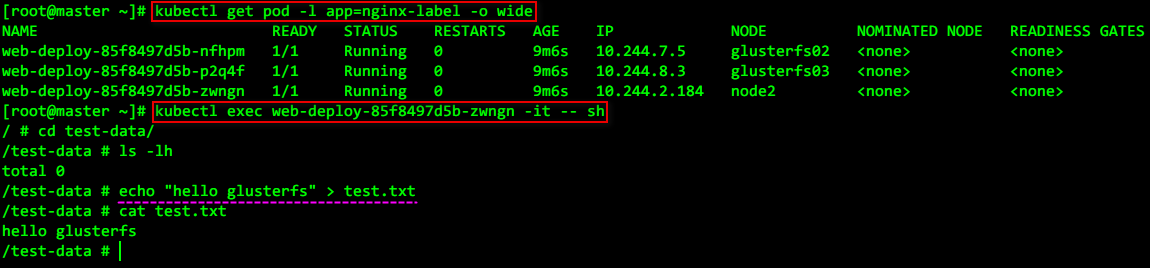 [root@master ~]# kubectl get pod -l app=nginx-label -o wide
NAME READY STATUS RESTARTS AGE IP NODE NOMINATED NODE READINESS GATES
web-deploy-85f8497d5b-nfhpm 1/1 Running 0 9m6s 10.244.7.5 glusterfs02 <none> <none>
web-deploy-85f8497d5b-p2q4f 1/1 Running 0 9m6s 10.244.8.3 glusterfs03 <none> <none>
web-deploy-85f8497d5b-zwngn 1/1 Running 0 9m6s 10.244.2.184 node2 <none> <none>
[root@master ~]# kubectl exec web-deploy-85f8497d5b-zwngn -it -- sh
/ # cd test-data/
/test-data # ls -lh
total 0
/test-data # echo "hello glusterfs" > test.txt
/test-data # cat test.txt
hello glusterfs
/test-data #